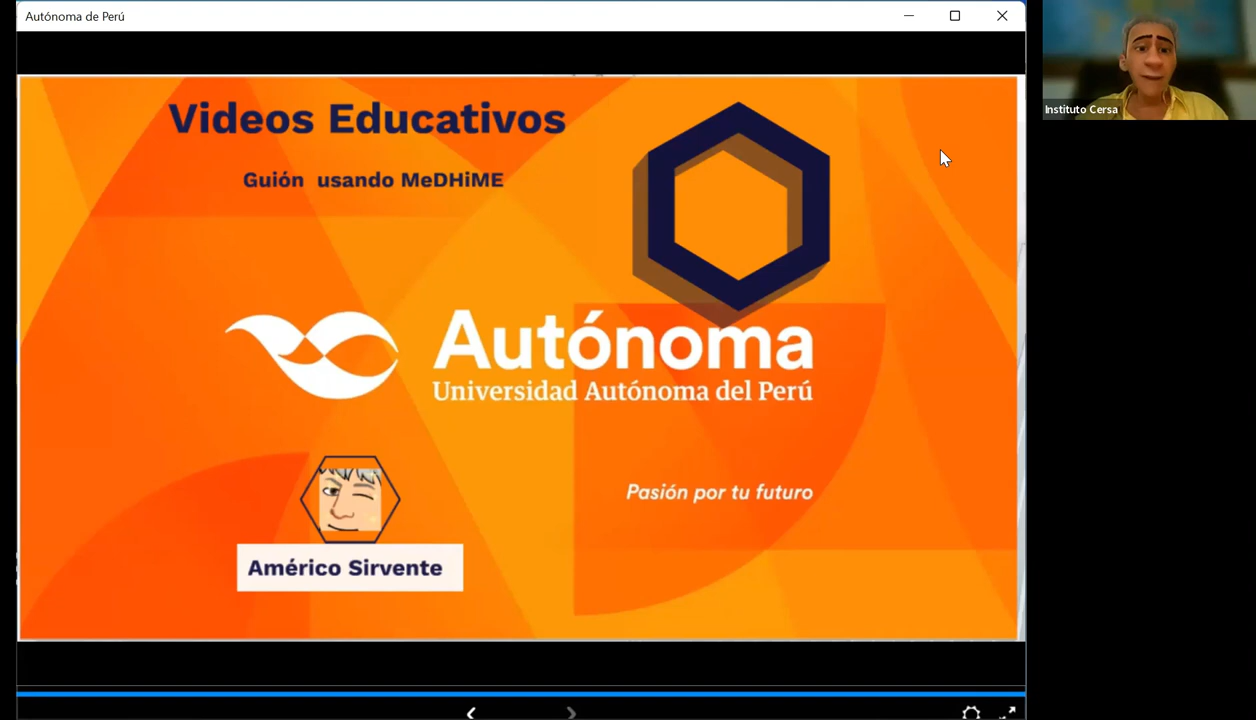 Autónoma de Perú
Videos Educativos
Guión usando MeDHiME
Autónoma
Universidad Autónoma del Perú
Pasión por tu futuro
Américo Sirvente
Instituto Cersa